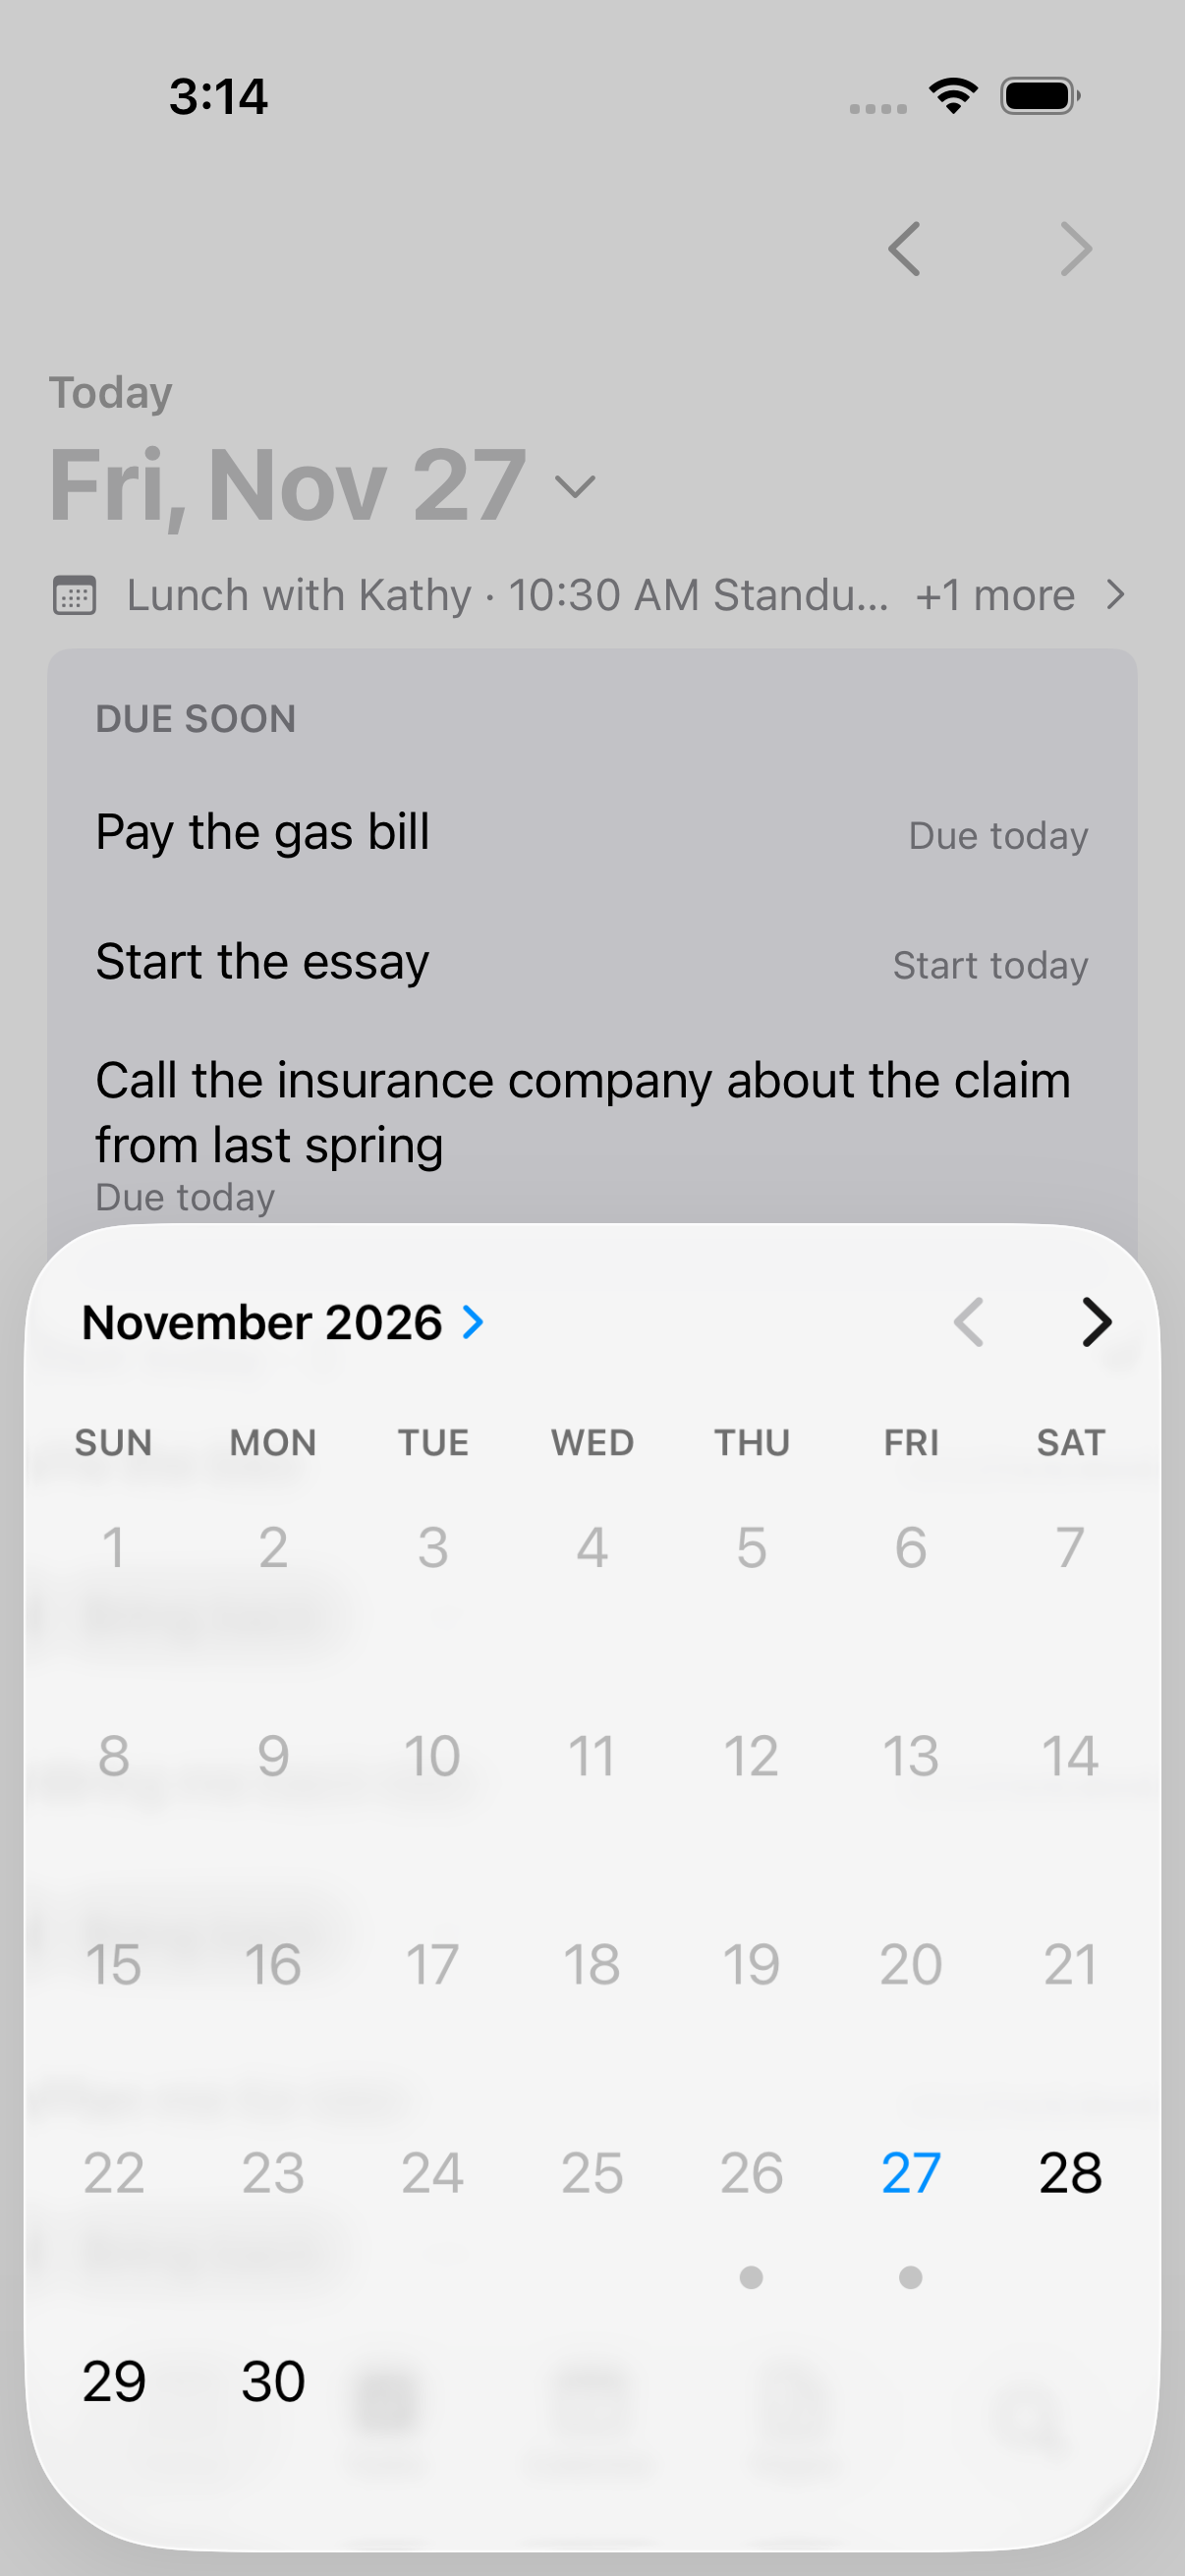 3:14
Today
Fri, Nov 27
Lunch with Kathy · 10:30 AM Standu... +1 more
DUE SOON
Pay the gas bill Due today
Start the essay Start today
Call the insurance company about the claim
from last spring
Due today
November 2026
SUN MON TUE WED THU FRI SAT
1 2 3 4 5 6 7
8 9 10 11 12 13 14
15 16 17 18 19 20 21
22 23 24 25 26 27 28
29 30